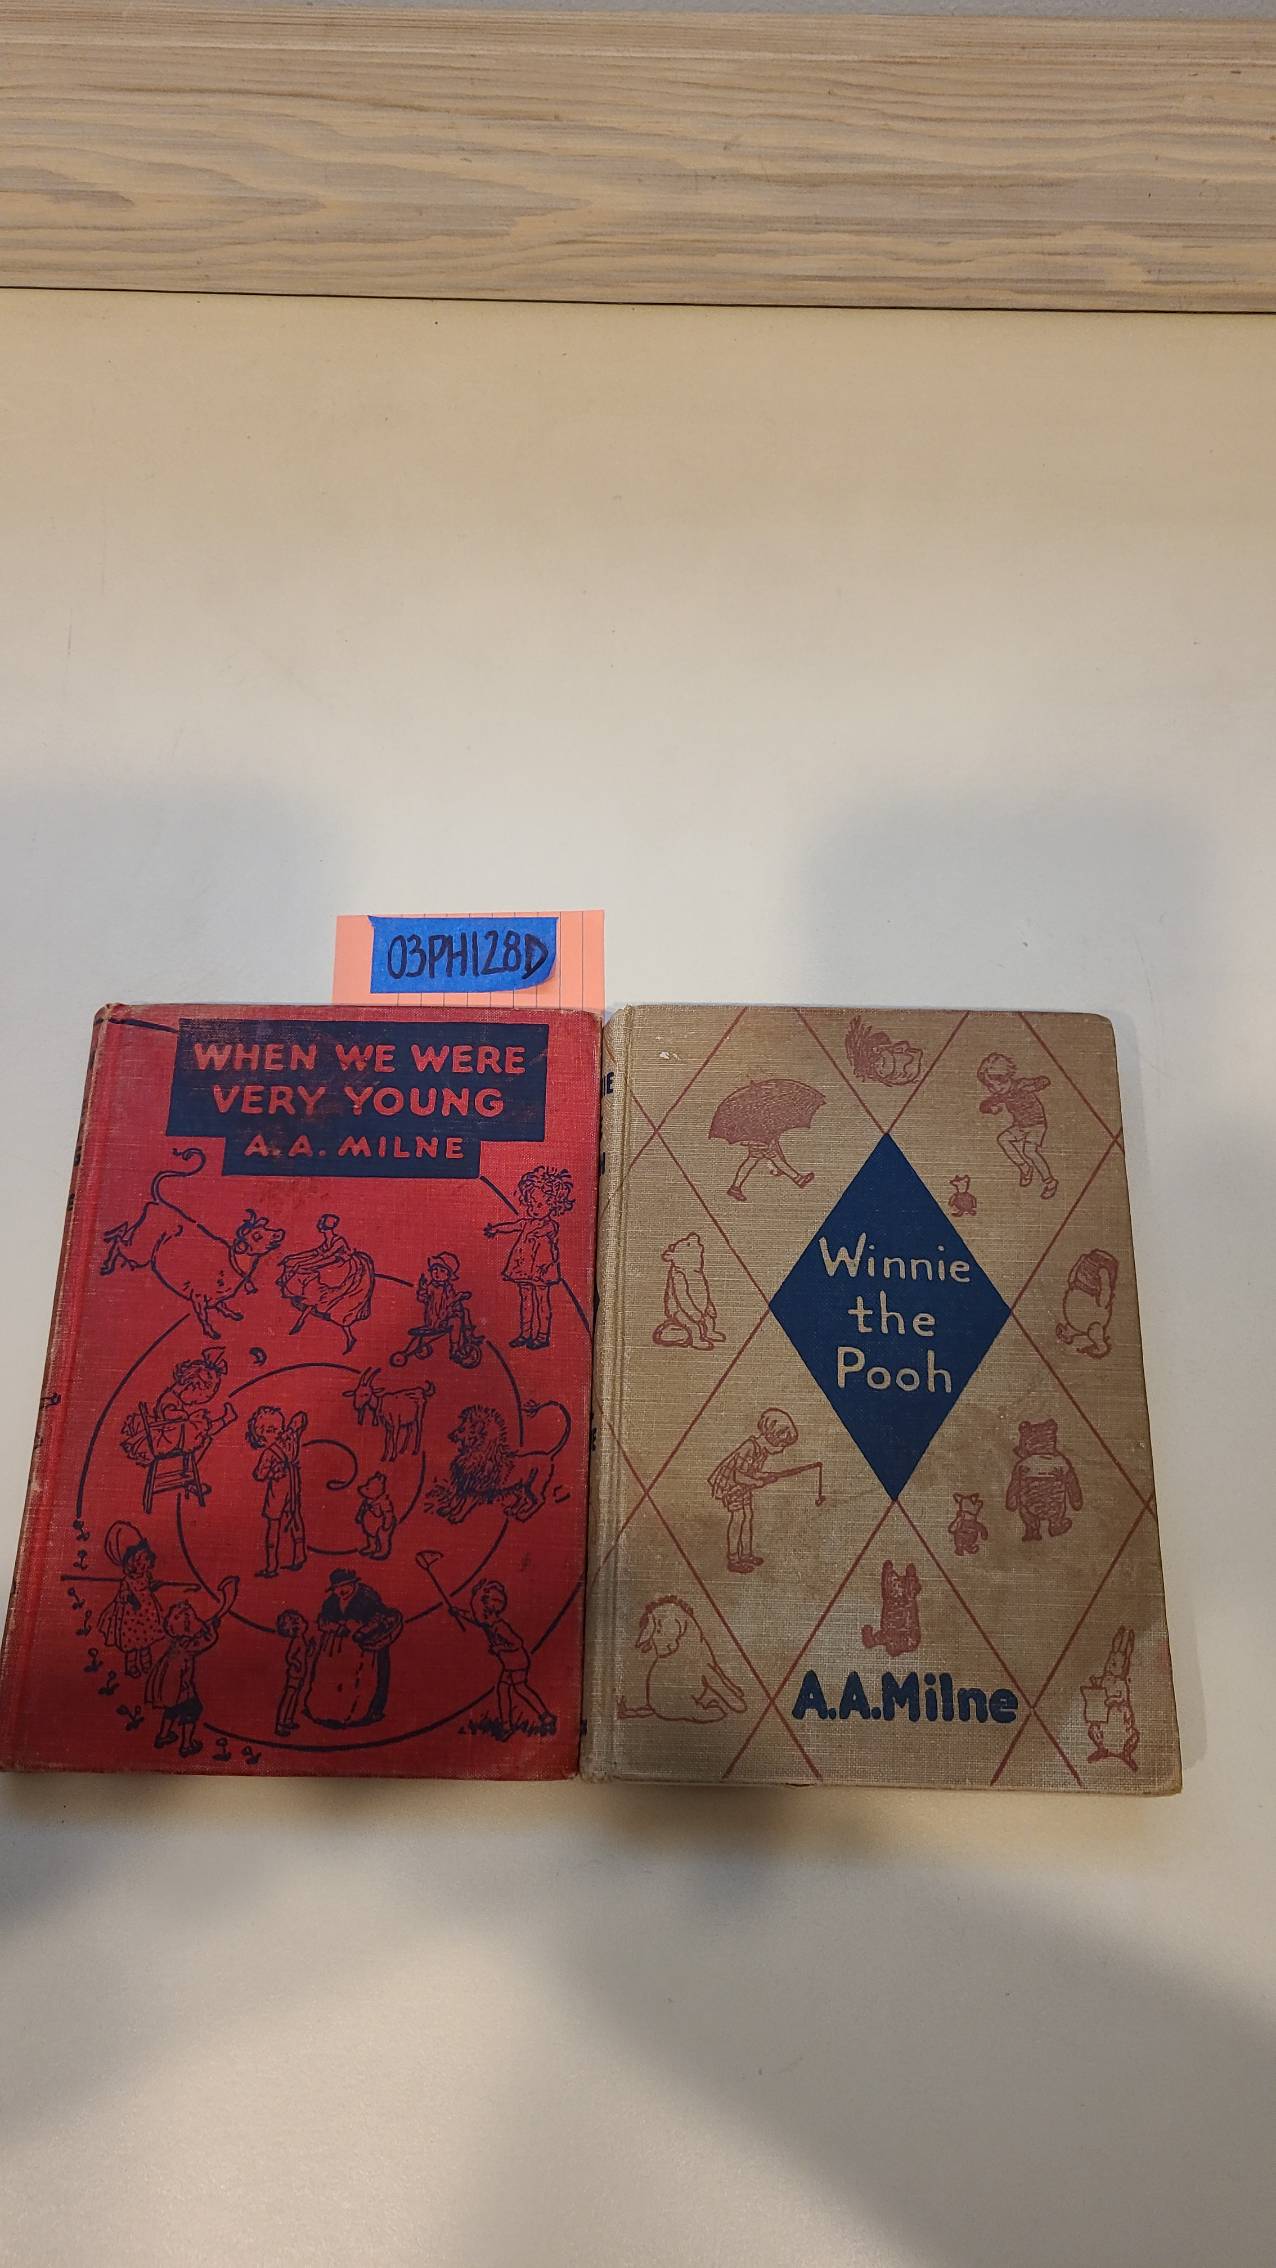 03PH128D
WHEN WE WERE
VERY YOUNG
A. A. MILNE
Winnie
the
Pooh
A.A.Milne